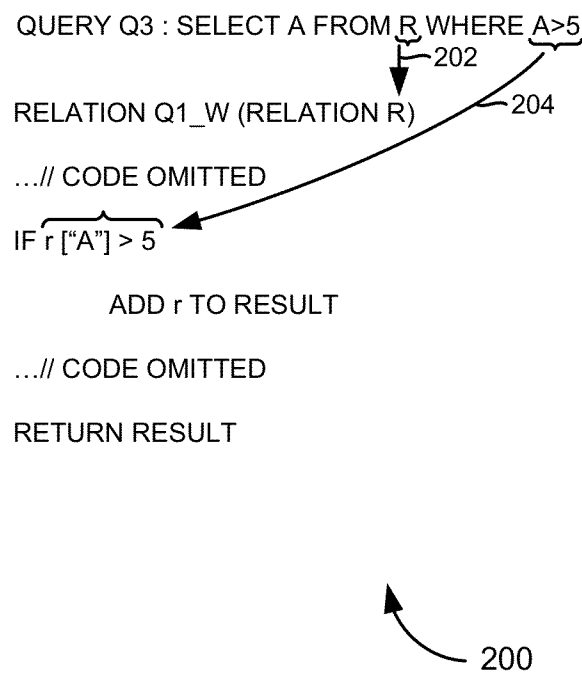 QUERY Q3 : SELECT A FROM R WHERE A>5
202
RELATION Q1_W (RELATION R)
204
…// CODE OMITTED
IF r [“A”] > 5
ADD r TO RESULT
…// CODE OMITTED
RETURN RESULT
200